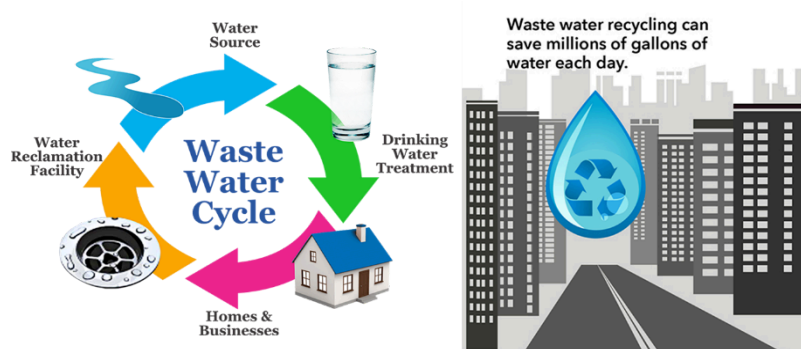 Water
Source
Drinking
Water
Treatment
Homes &
Businesses
Water
Reclamation
Facility
Waste
Water
Cycle
Waste water recycling can
save millions of gallons of
water each day.